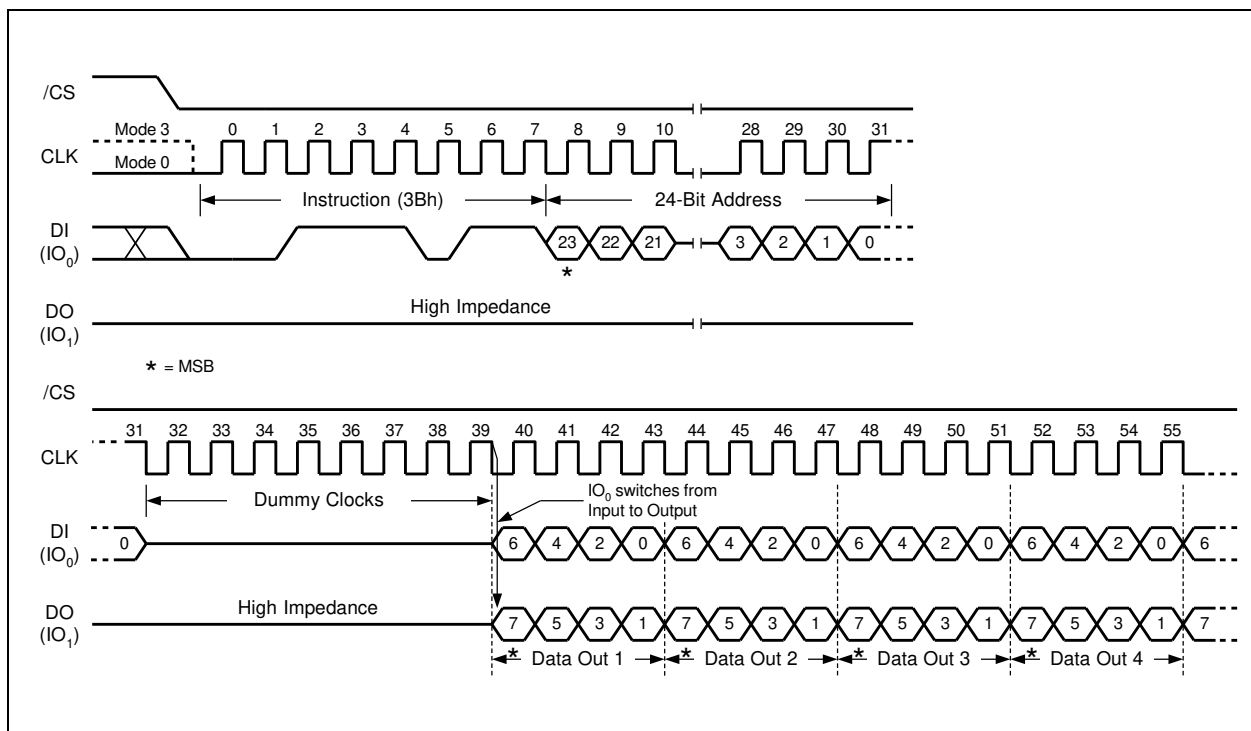 /CS
Mode 3 0 1 2 3 4 5 6 7 8 9 10 28 29 30 31
CLK
Mode 0
Instruction (3Bh) 24-Bit Address
DI
(IO0) 23 22 21 3 2 1 0
*
DO High Impedance
(IO1)
* = MSB
/CS
31 32 33 34 35 36 37 38 39 40 41 42 43 44 45 46 47 48 49 50 51 52 53 54 55
CLK
Dummy Clocks IO0 switches from
Input to Output
DI
(IO0) 0 6 4 2 0 6 4 2 0 6 4 2 0 6 4 2 0 6
DO High Impedance 7 5 3 1 7 5 3 1 7 5 3 1 7 5 3 1 7
(IO1)
* Data Out 1 * Data Out 2 * Data Out 3 * Data Out 4